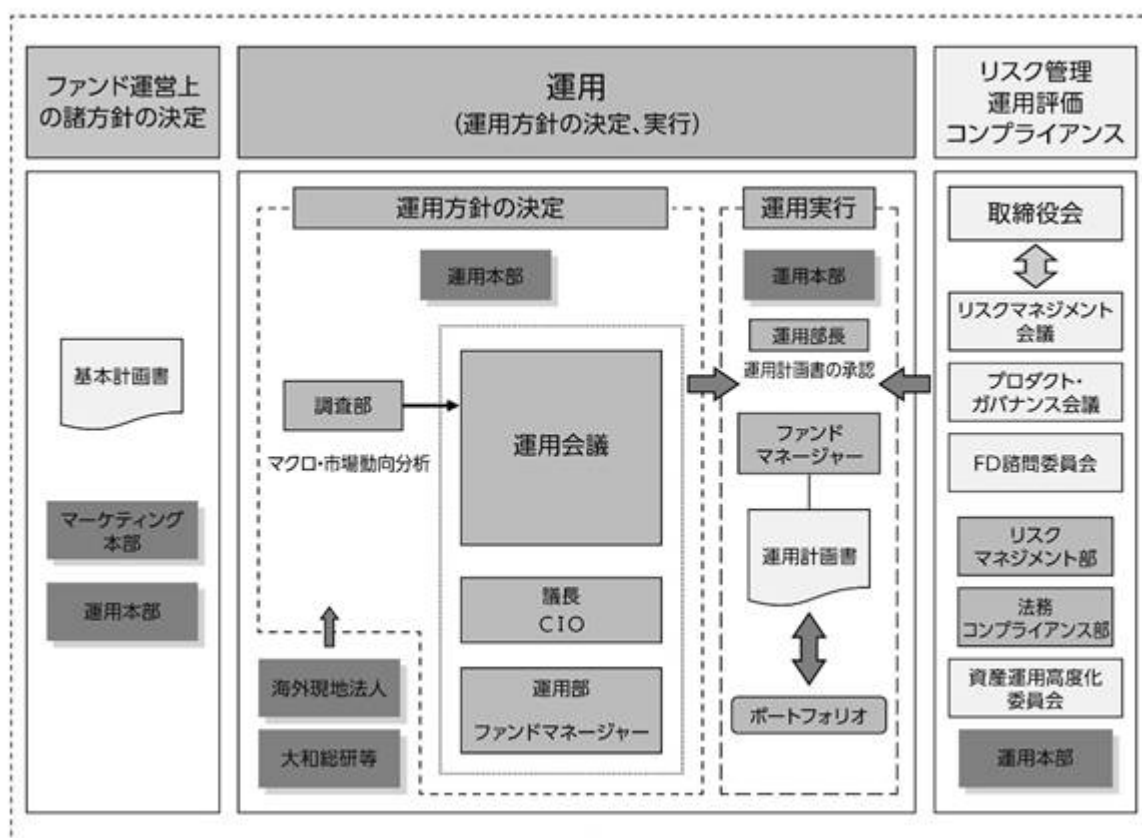 ファンド運営上
の諸方針の決定
運用
(運用方針の決定、実行)
リスク管理
運用評価
コンプライアンス
基本計画書
マーケティング
本部
運用本部
運用方針の決定
運用本部
調査部
マクロ・市場動向分析
運用会議
議長
CIO
運用部
ファンドマネージャー
海外現地法人
大和総研等
運用実行
運用本部
運用部長
運用計画書の承認
ファンド
マネージャー
運用計画書
ポートフォリオ
取締役会
リスクマネジメント
会議
プロダクト・
ガバナンス会議
FD諮問委員会
リスク
マネジメント部
法務
コンプライアンス部
資産運用高度化
委員会
運用本部